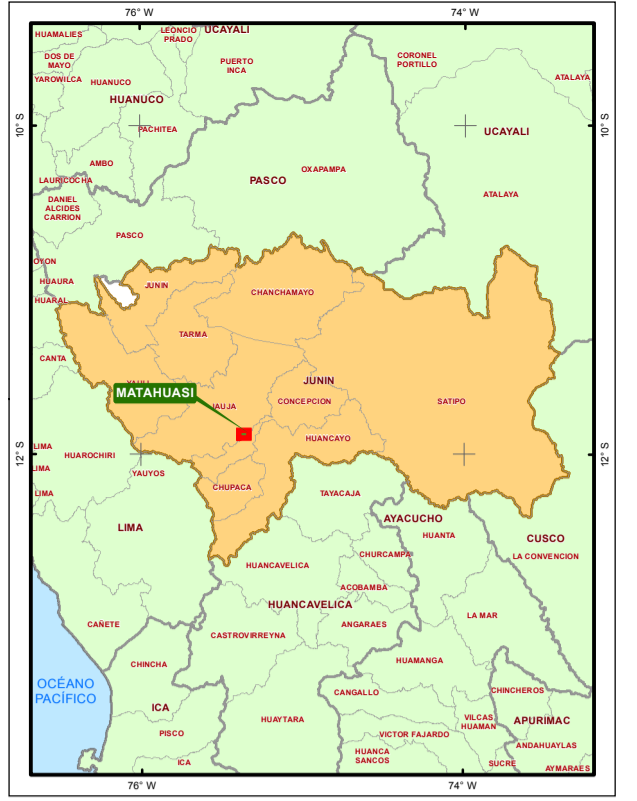 76° W
74° W
HUAMALIES
LEONCIO
PRADO
UCAYALI
DOS DE
MAYO
PUERTO
INCA
CORONEL
PORTILLO
YAROWILCA
HUANUCO
ATALAYA
HUANUCO
10° S
PACHITEA
UCAYALI
10° S
AMBO
OXAPAMPA
LAURICOCHA
PASCO
DANIEL
ALCIDES
CARRION
ATALAYA
PASCO
OYON
HUAURA
JUNIN
CHANCHAMAYO
HUARAL
TARMA
CANTA
YAULI
JUNIN
MATAHUASI
JAUJA
CONCEPCION
SATIPO
HUANCAYO
LIMA
HUAROCHIRI
12° S
LIMA
YAUYOS
CHUPACA
LIMA
TAYACAJA
AYACUCHO
LIMA
HUANTA
CUSCO
CHURCAMPA
LA CONVENCION
HUANCAVELICA
ACOBAMBA
HUANCAVELICA
LA MAR
CAÑETE
ANGARAES
CASTROVIRREYNA
CHINCHA
HUAMANGA
OCÉANO
PACÍFICO
CANGALLO
CHINCHEROS
ICA
HUAYTARA
VILCAS
HUAMAN
APURIMAC
PISCO
VICTOR FAJARDO
ANDAHUAYLAS
HUANCA
SANCOS
ICA
SUCRE
AYMARAES
76° W
74° W
12° S